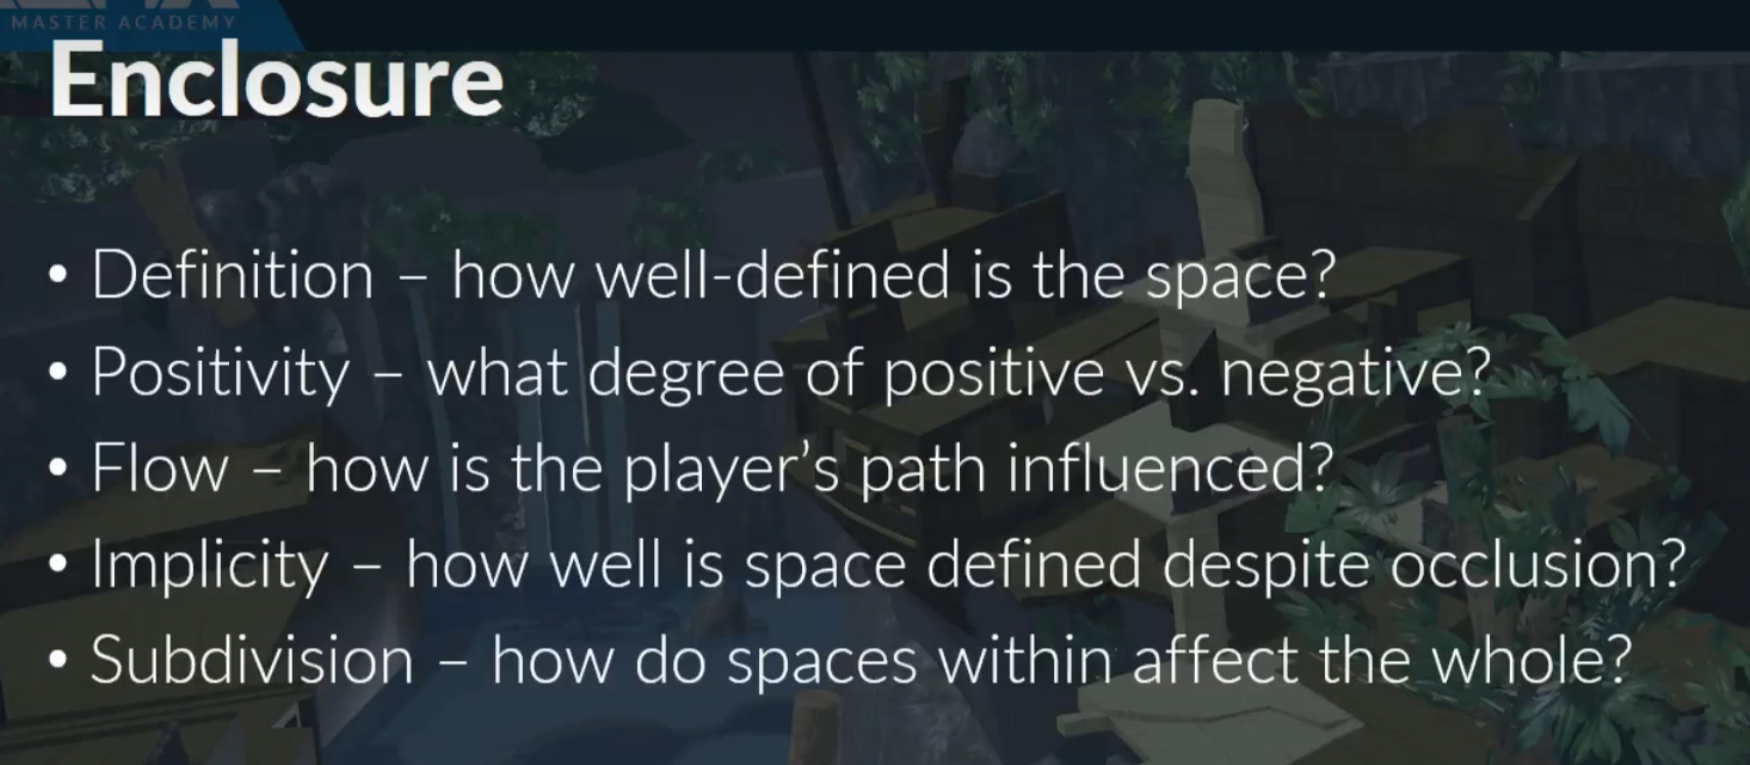 MASTER ACADEMY
Enclosure
• Definition – how well-defined is the space?
• Positivity – what degree of positive vs. negative?
• Flow – how is the player’s path influenced?
• Implicity – how well is space defined despite occlusion?
• Subdivision – how do spaces within affect the whole?